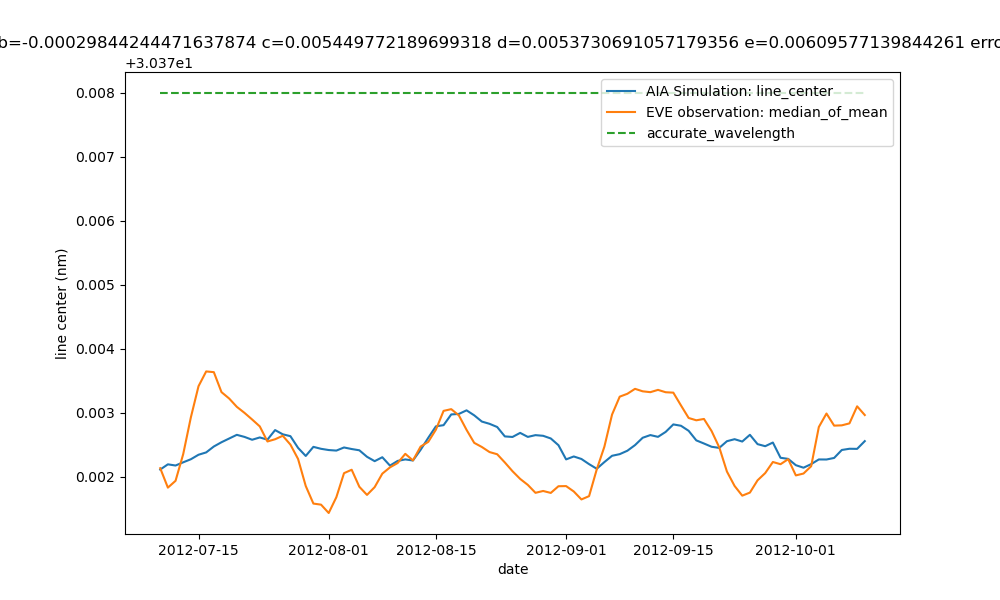 b=-0.00029844244471637874 c=0.005449772189699318 d=0.0053730691057179356 e=0.00609577139844261 erro
+3.037e1
0.008
0.007
0.006
0.005
0.004
0.003
0.002
line center (nm)
AIA Simulation: line_center
EVE observation: median_of_mean
accurate_wavelength
2012-07-15 2012-08-01 2012-08-15 2012-09-01 2012-09-15 2012-10-01
date